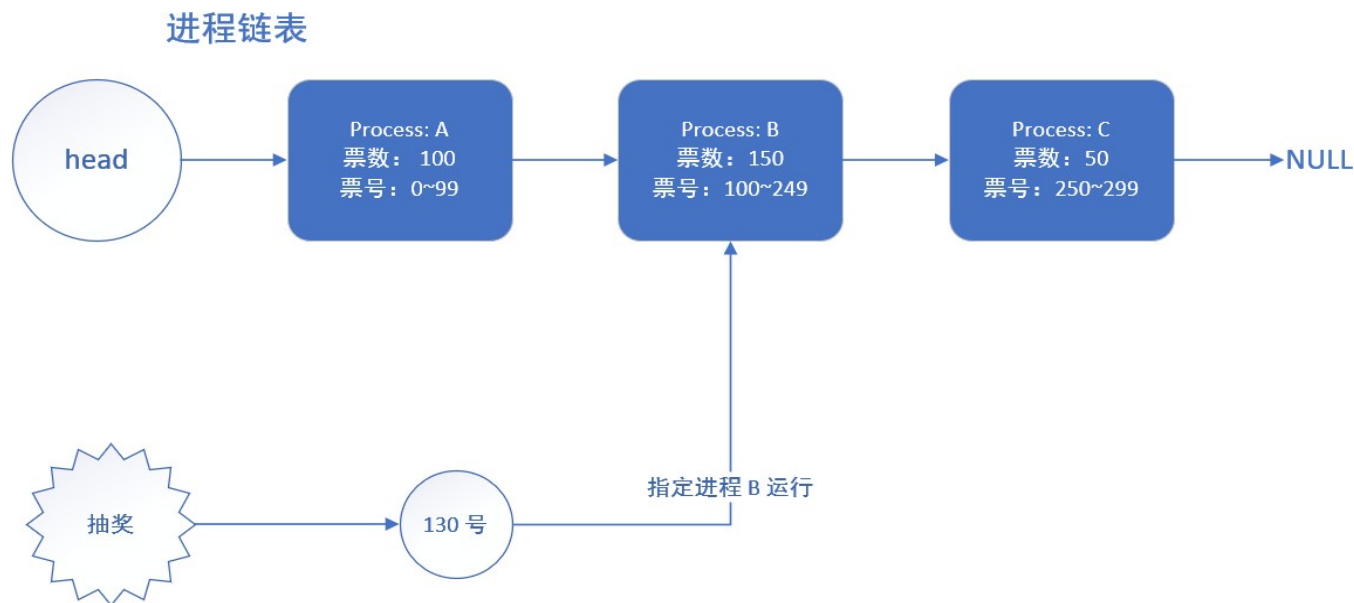 进程链表
head
Process: A
票数： 100
票号：0~99
Process: B
票数：150
票号：100~249
Process: C
票数：50
票号：250~299
NULL
抽奖
130 号
指定进程 B 运行